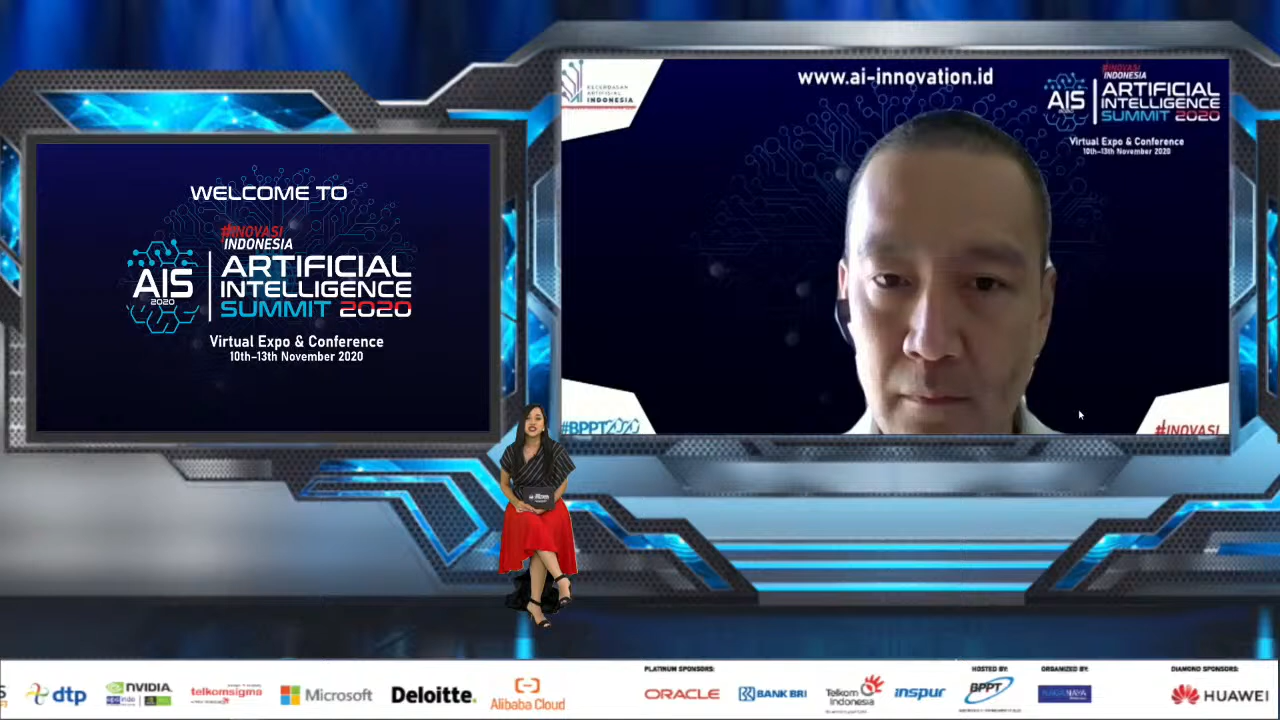 WELCOME TO
#INOVASI
INDONESIA
AIS
2020
ARTIFICIAL
INTELLIGENCE
SUMMIT 2020
Virtual Expo & Conference
10th-13th November 2020
KECERDASAN
ARTIFISIAL
INDONESIA
www.ai-innovation.id
#INOVASI
INDONESIA
AIS
ARTIFICIAL
INTELLIGENCE
SUMMIT 2020
Virtual Expo & Conference
10th-13th November 2020
#BPPT2020
#INOVASI
dtp
NVIDIA
telkomsigma
Microsoft
Deloitte.
Alibaba Cloud
PLATINUM SPONSORS:
ORACLE
BANK BRI
Telkom
Indonesia
inspur
HOSTED BY:
BPPT
ORGANIZED BY:
DIAMOND SPONSORS:
HUAWEI